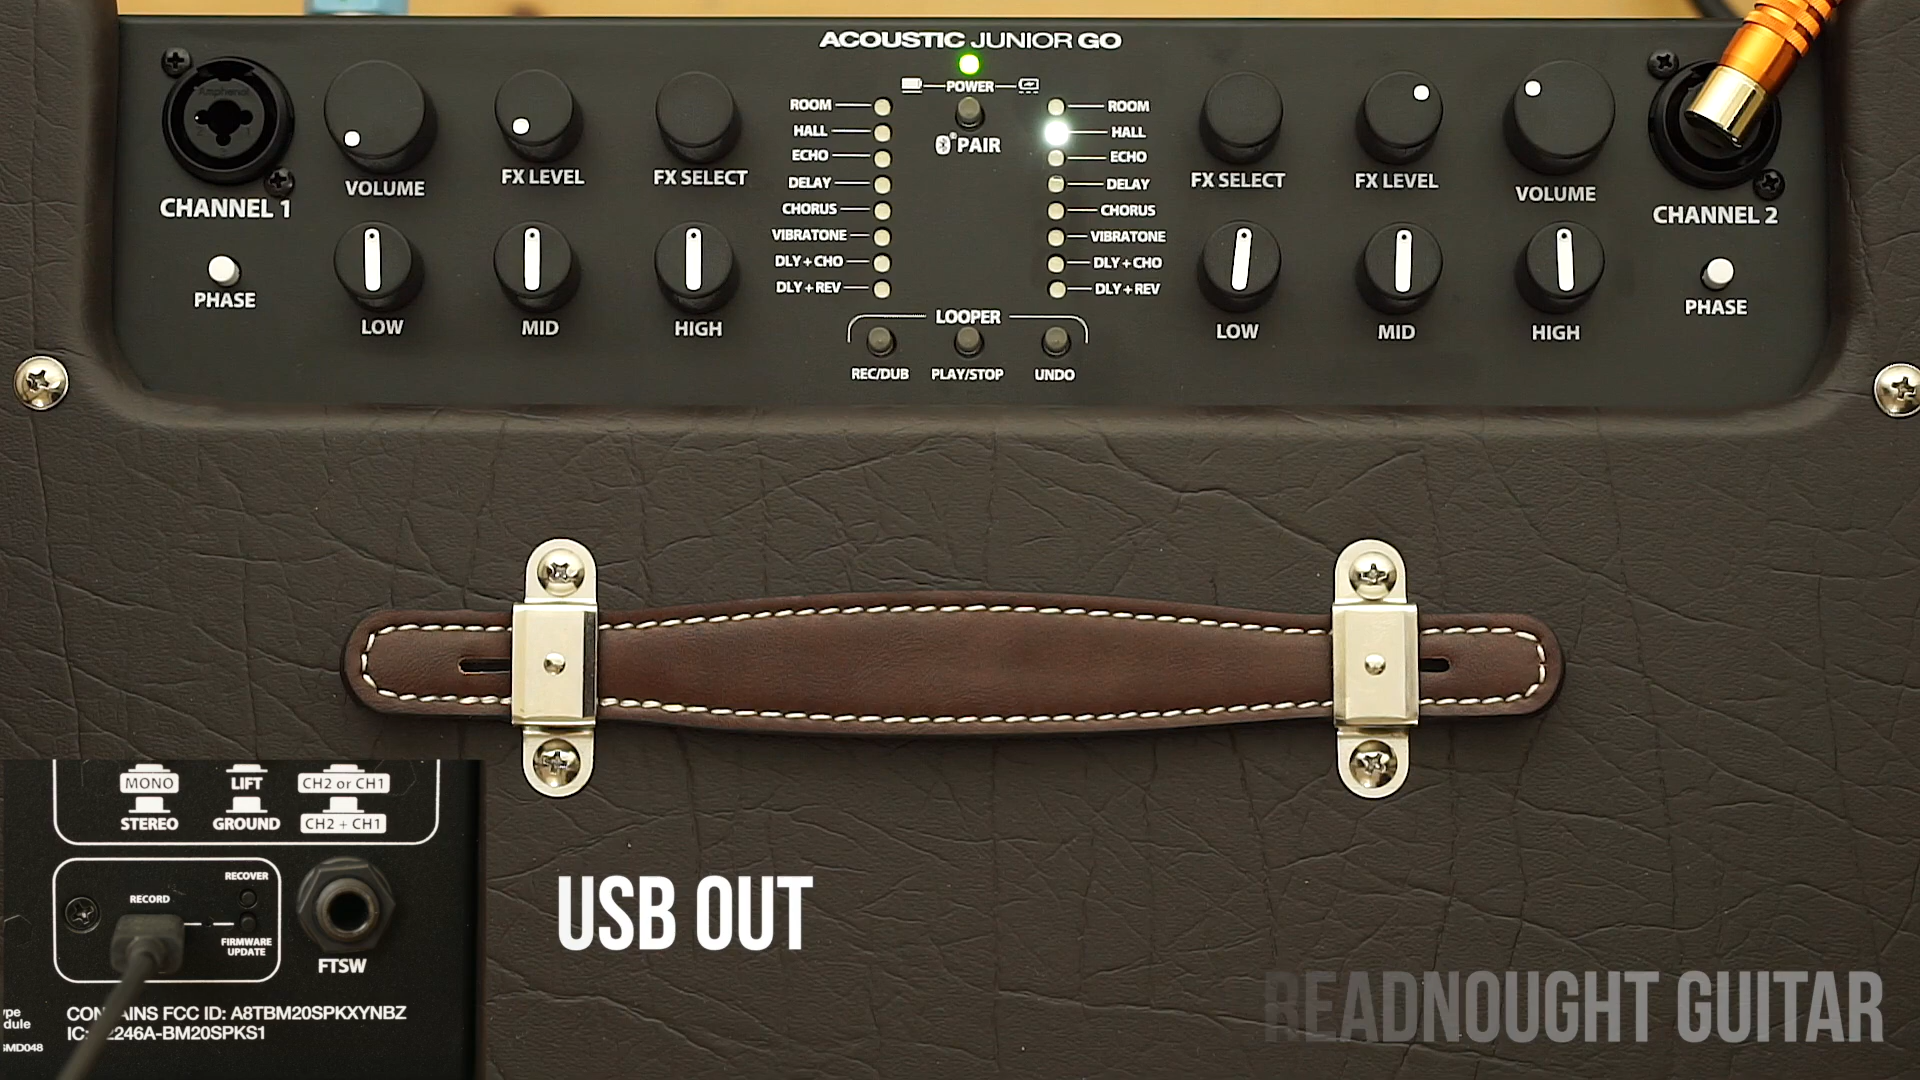 ACOUSTIC JUNIOR GO
POWER
PAIR
Amphenol
CHANNEL 1
PHASE
VOLUME
FX LEVEL
FX SELECT
LOW
MID
HIGH
ROOM
HALL
ECHO
DELAY
CHORUS
VIBRATONE
DLY + CHO
DLY + REV
ROOM
HALL
ECHO
DELAY
CHORUS
VIBRATONE
DLY + CHO
DLY + REV
LOOPER
REC/DUB
PLAY/STOP
UNDO
FX SELECT
FX LEVEL
VOLUME
LOW
MID
HIGH
CHANNEL 2
PHASE
MONO
LIFT
CH2 or CH1
STEREO
GROUND
CH2 + CH1
RECORD
RECOVER
FIRMWARE
UPDATE
FTSW
FCC ID: A8TBM20SPKXYNBZ
IC:
USB OUT
READNOUGHT GUITAR